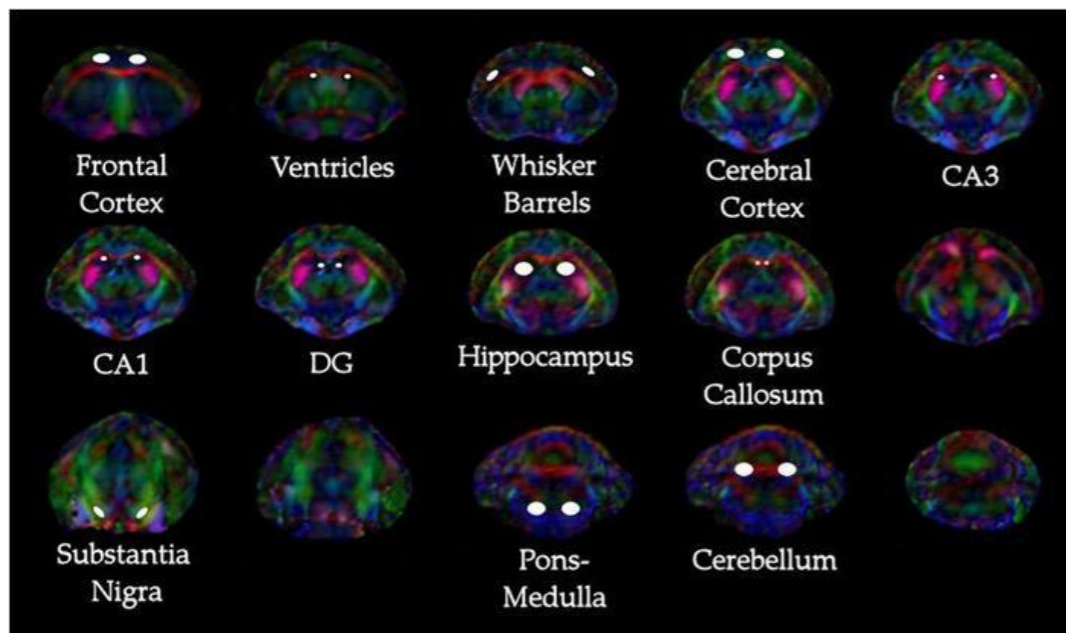 Frontal
Cortex
Ventricles
Whisker
Barrels
Cerebral
Cortex
CA3
CA1
DG
Hippocampus
Corpus
Callosum
Substantia
Nigra
Pons-
Medulla
Cerebellum